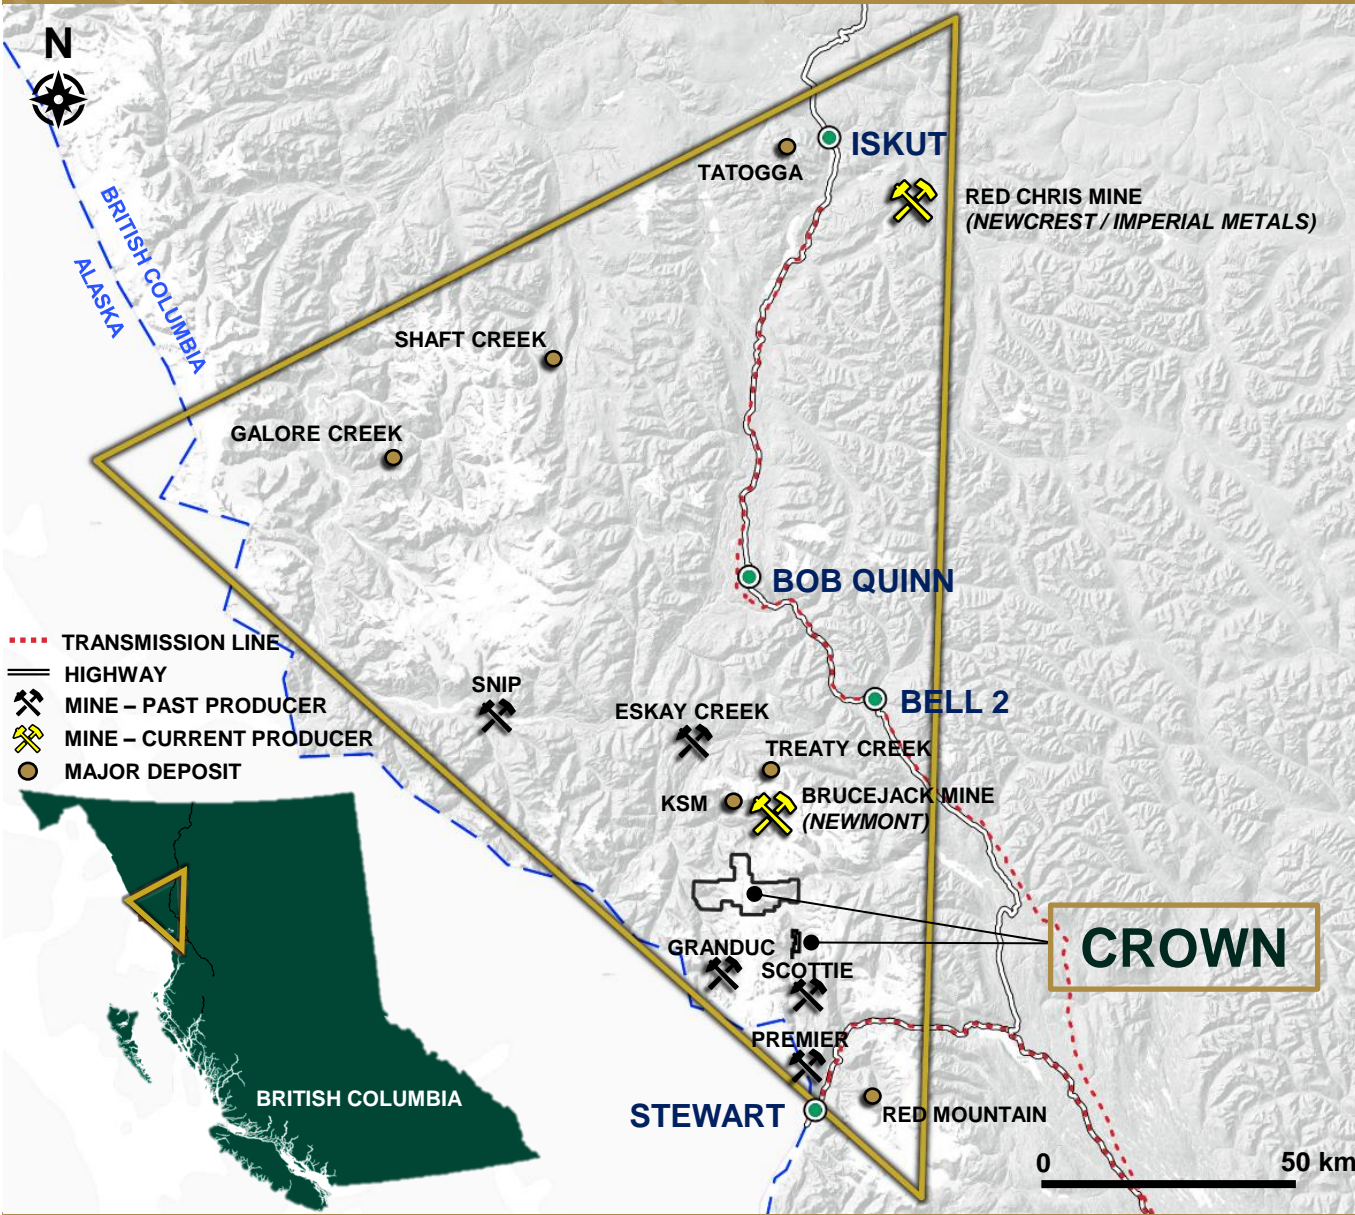 N
ISKUT
TATOGGA
RED CHRIS MINE
(NEWCREST / IMPERIAL METALS)
BRITISH COLUMBIA
ALASKA
SHAFT CREEK
GALORE CREEK
BOB QUINN
TRANSMISSION LINE
HIGHWAY
MINE – PAST PRODUCER
MINE – CURRENT PRODUCER
MAJOR DEPOSIT
SNIP
ESKAY CREEK
BELL 2
TREATY CREEK
KSM
BRUCEJACK MINE
(NEWMONT)
GRANDUC
SCOTTIE
CROWN
PREMIER
STEWART
RED MOUNTAIN
BRITISH COLUMBIA
0 50 km